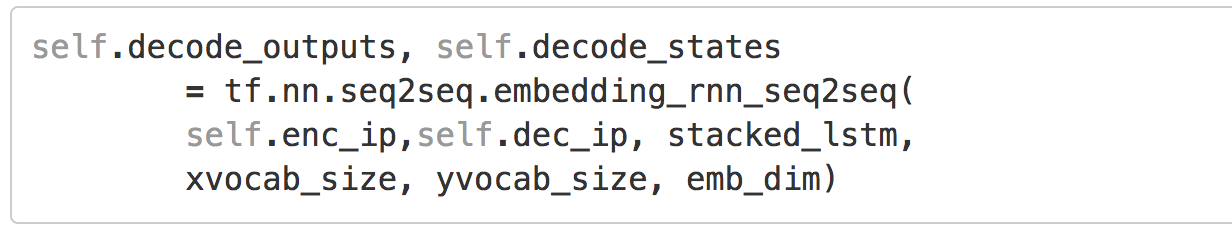 self.decode_outputs, self.decode_states
= tf.nn.seq2seq.embedding_rnn_seq2seq(
self.enc_ip,self.dec_ip, stacked_lstm,
xvocab_size, yvocab_size, emb_dim)